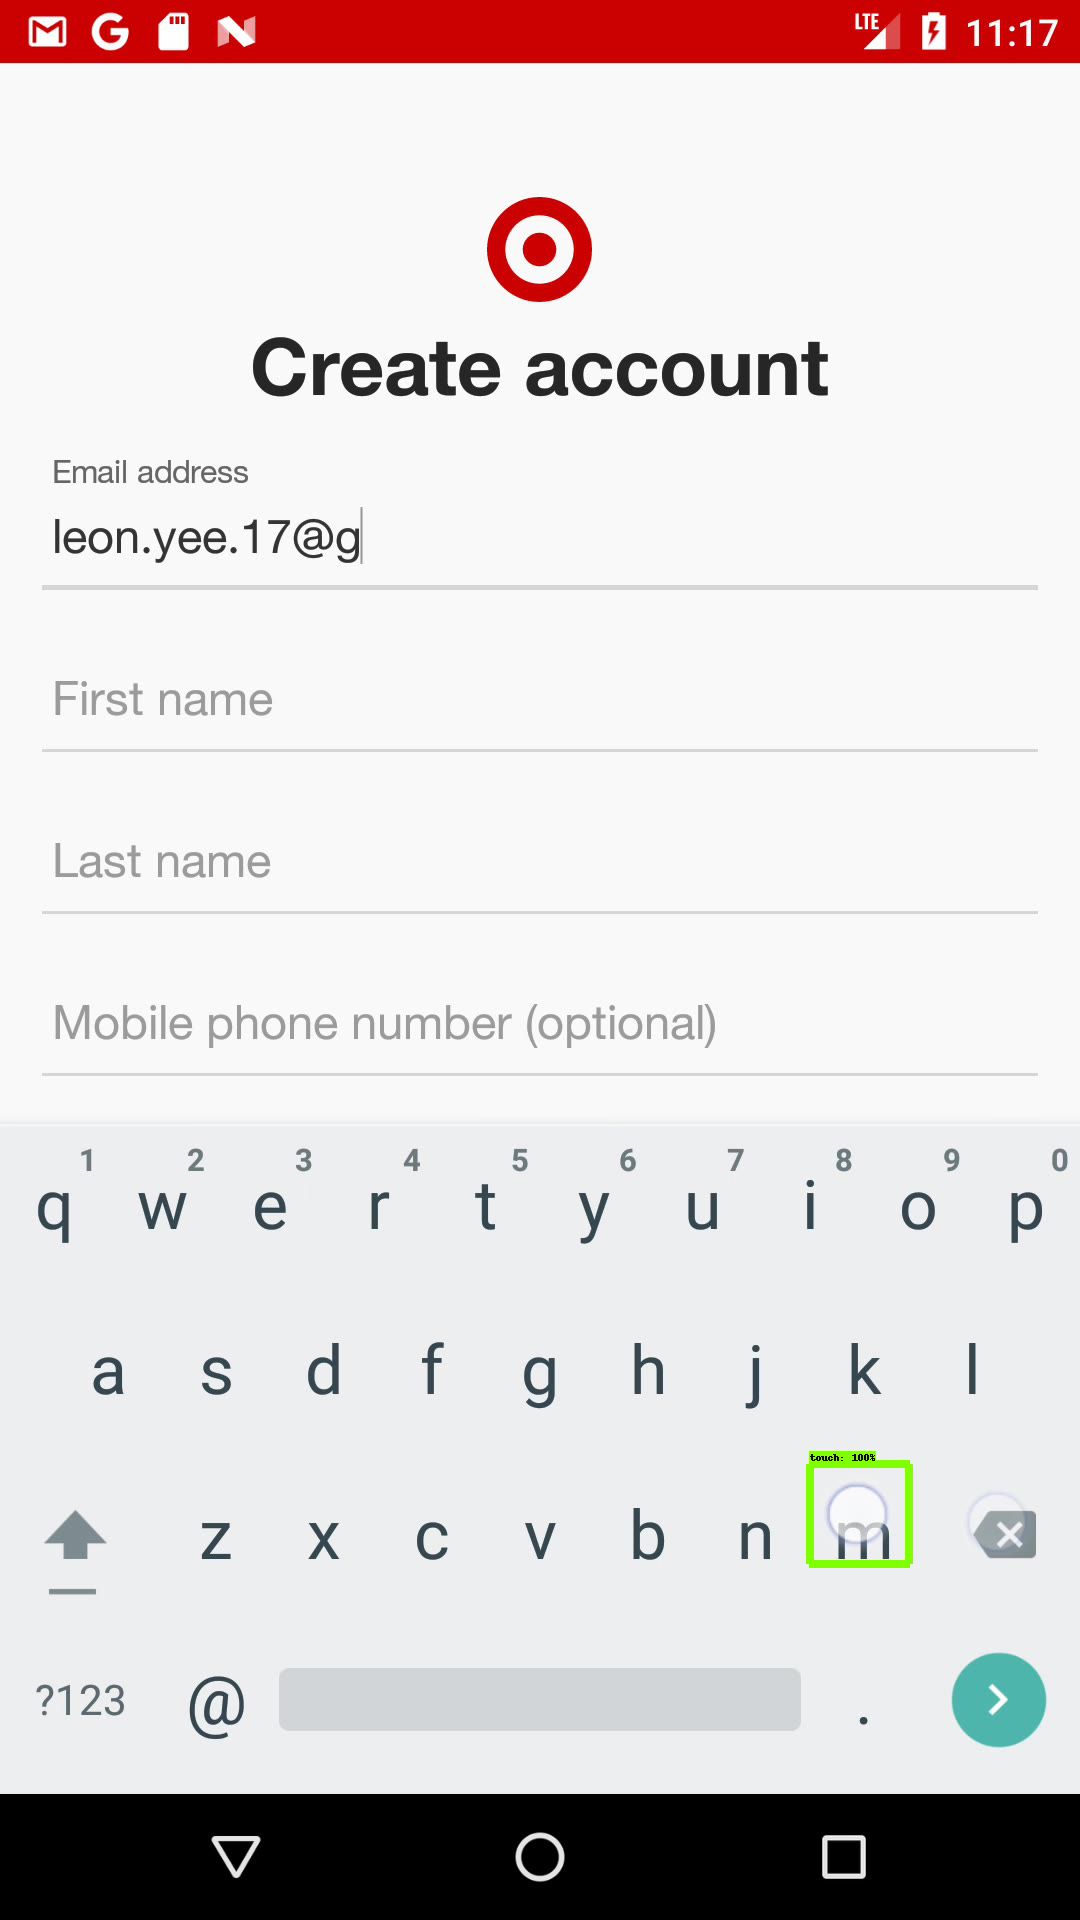 LTE 11:17
Create account
Email address
leon.yee.17@g
First name
Last name
Mobile phone number (optional)
1 2 3 4 5 6 7 8 9 0
q w e r t y u i o p
a s d f g h j k l
touch: 100%
z x c v b n m
?123 @ .